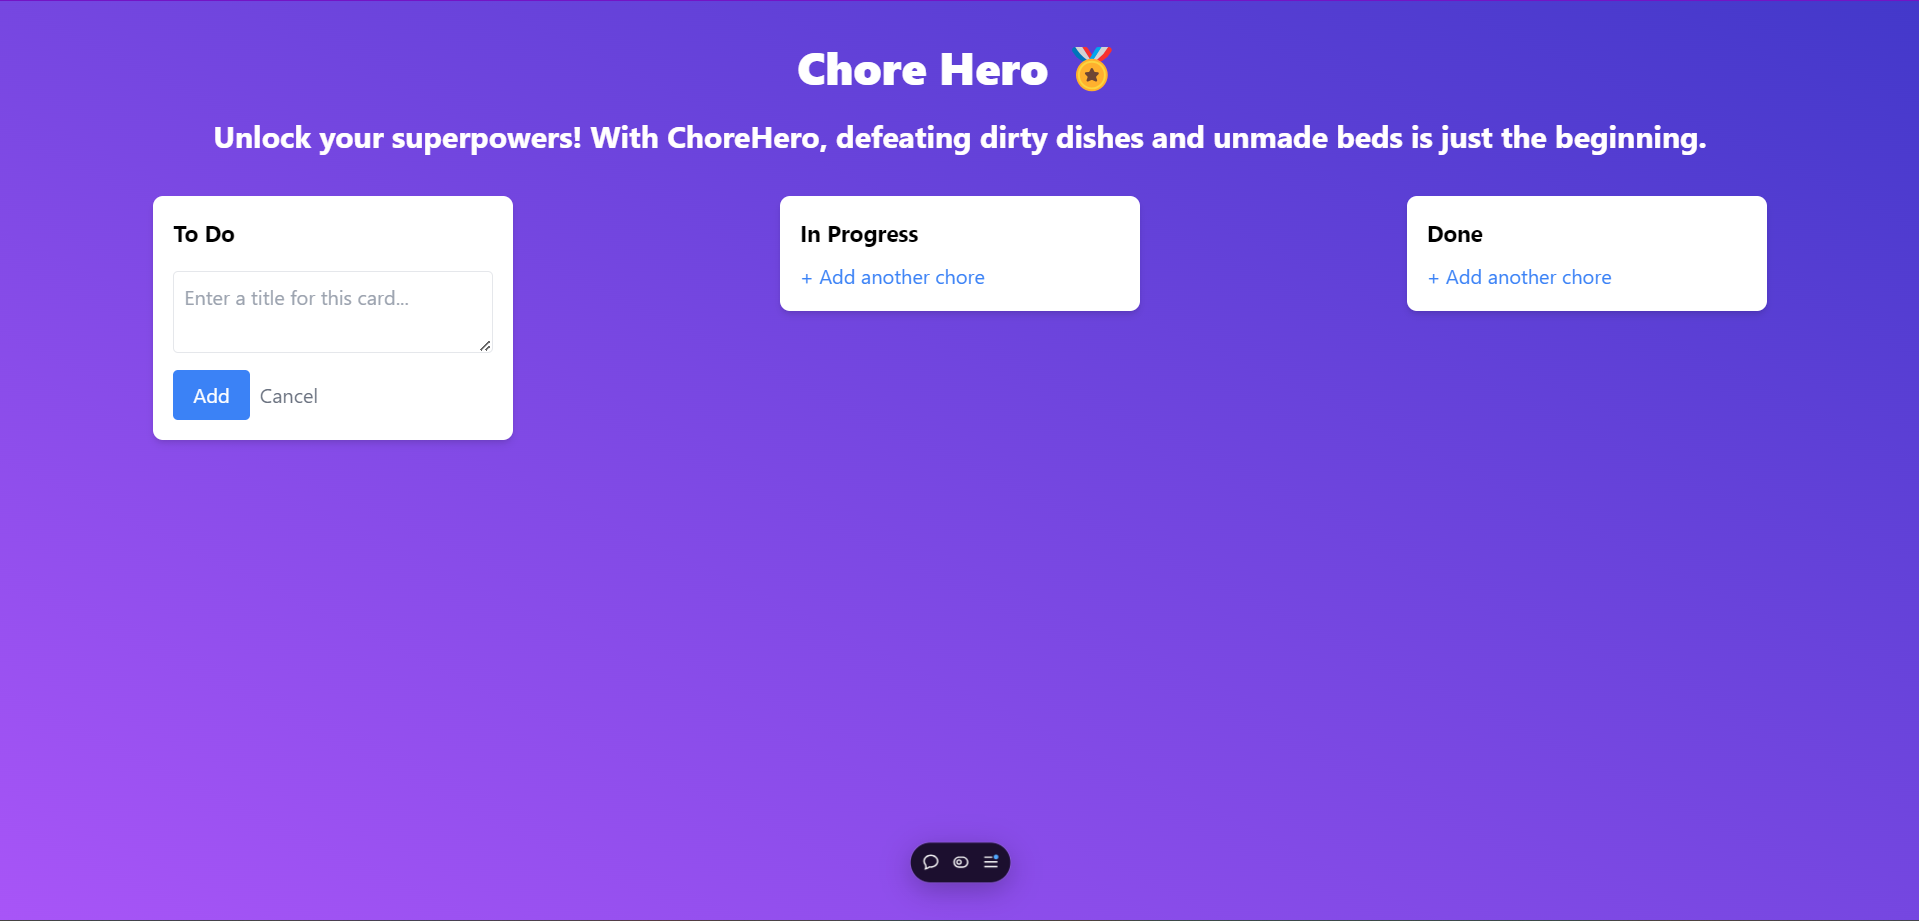 Chore Hero 🏅
Unlock your superpowers! With ChoreHero, defeating dirty dishes and unmade beds is just the beginning.
To Do
Enter a title for this card...
Add Cancel
In Progress
+ Add another chore
Done
+ Add another chore